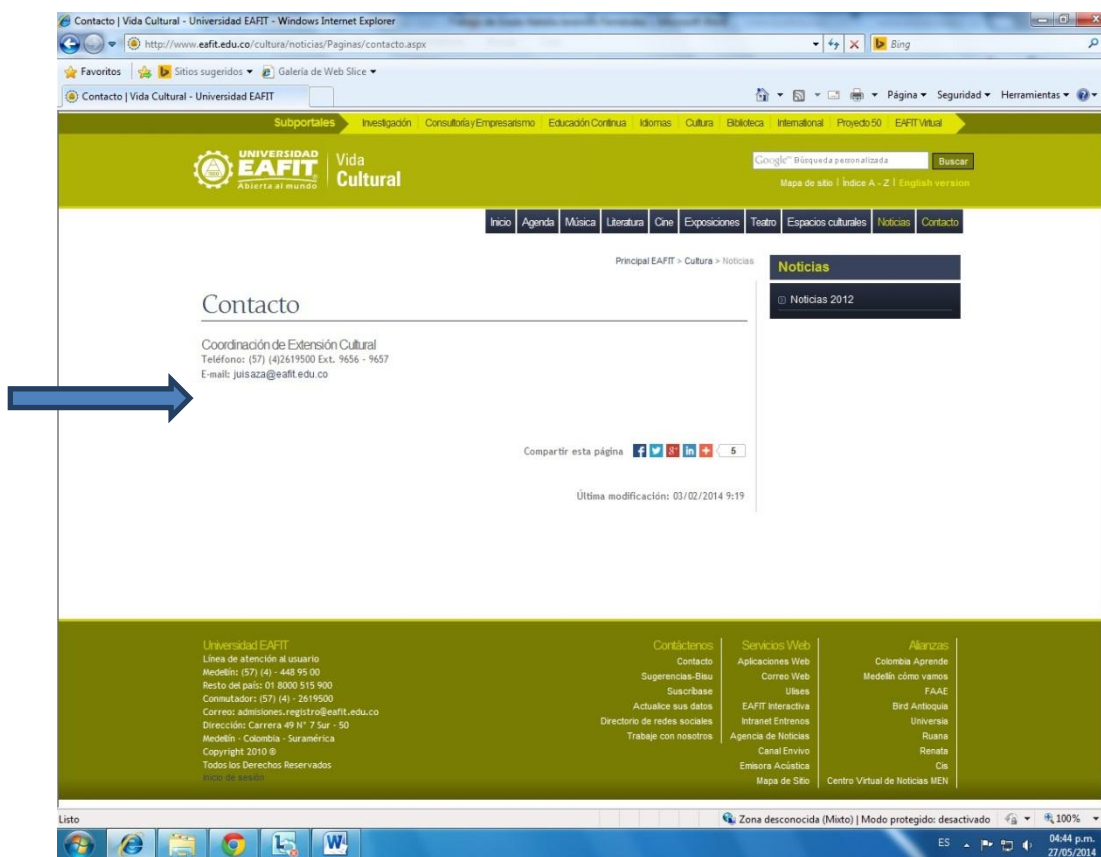 Contacto | Vida Cultural - Universidad EAFIT - Windows Internet Explorer
http://www.eafit.edu.co/cultura/noticias/Paginas/contacto.aspx
Bing
Favoritos Sitios sugeridos Galería de Web Slice
Contacto | Vida Cultural - Universidad EAFIT
Página Seguridad Herramientas
Subportales Investigación Consultoría y Empresarismo Educación Continua Idiomas Cultura Biblioteca International Proyecto 50 EAFIT Virtual
UNIVERSIDAD
EAFIT
Abierta al mundo
Vida
Cultural
Google™ Búsqueda personalizada Buscar
Mapa de sitio | Índice A - Z | English version
Inicio Agenda Música Literatura Cine Exposiciones Teatro Espacios culturales Noticias Contacto
Principal EAFIT > Cultura > Noticias
Noticias
Noticias 2012
Contacto
Coordinación de Extensión Cultural
Teléfono: (57) (4)2619500 Ext. 9656 - 9657
E-mail: juisaza@eafit.edu.co
Compartir esta página 5
Última modificación: 03/02/2014 9:19
Universidad EAFIT
Línea de atención al usuario
Medellín: (57) (4) - 448 95 00
Resto del país: 01 8000 515 900
Conmutador: (57) (4) - 2619500
Correo: admisiones.registro@eafit.edu.co
Dirección: Carrera 49 N° 7 Sur - 50
Medellín - Colombia - Suramérica
Copyright 2010 ©
Todos los Derechos Reservados
Inicio de sesión
Contáctenos
Contacto
Sugerencias-Bisu
Suscríbase
Actualice sus datos
Directorio de redes sociales
Trabaje con nosotros
Servicios Web
Aplicaciones Web
Correo Web
Ulises
EAFIT Interactiva
Intranet Entrenos
Agencia de Noticias
Canal Envivo
Emisora Acústica
Mapa de Sitio
Alianzas
Colombia Aprende
Medellín cómo vamos
FAAE
Bird Antioquia
Universia
Ruana
Renata
Cis
Centro Virtual de Noticias MEN
Listo
Zona desconocida (Mixto) | Modo protegido: desactivado 100%
ES
04:44 p.m.
27/05/2014